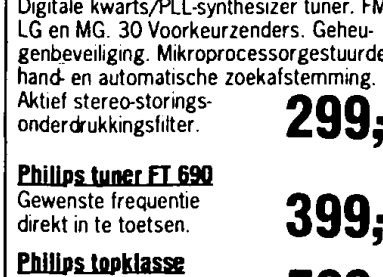 Digitale kwarts/PLL-synthesizer tuner. FM
LG en MG. 30 Voorkeurzenders. Geheu-
genbeveiliging. Mikroprocessorgestuurde
hand- en automatische zoekafstemming.
Aktief stereo-storings-
onderdrukkingsfilter.
299,-
Philips tuner FT 690
Gewenste frequentie
direkt in te toetsen.
399,-
Philips topklasse